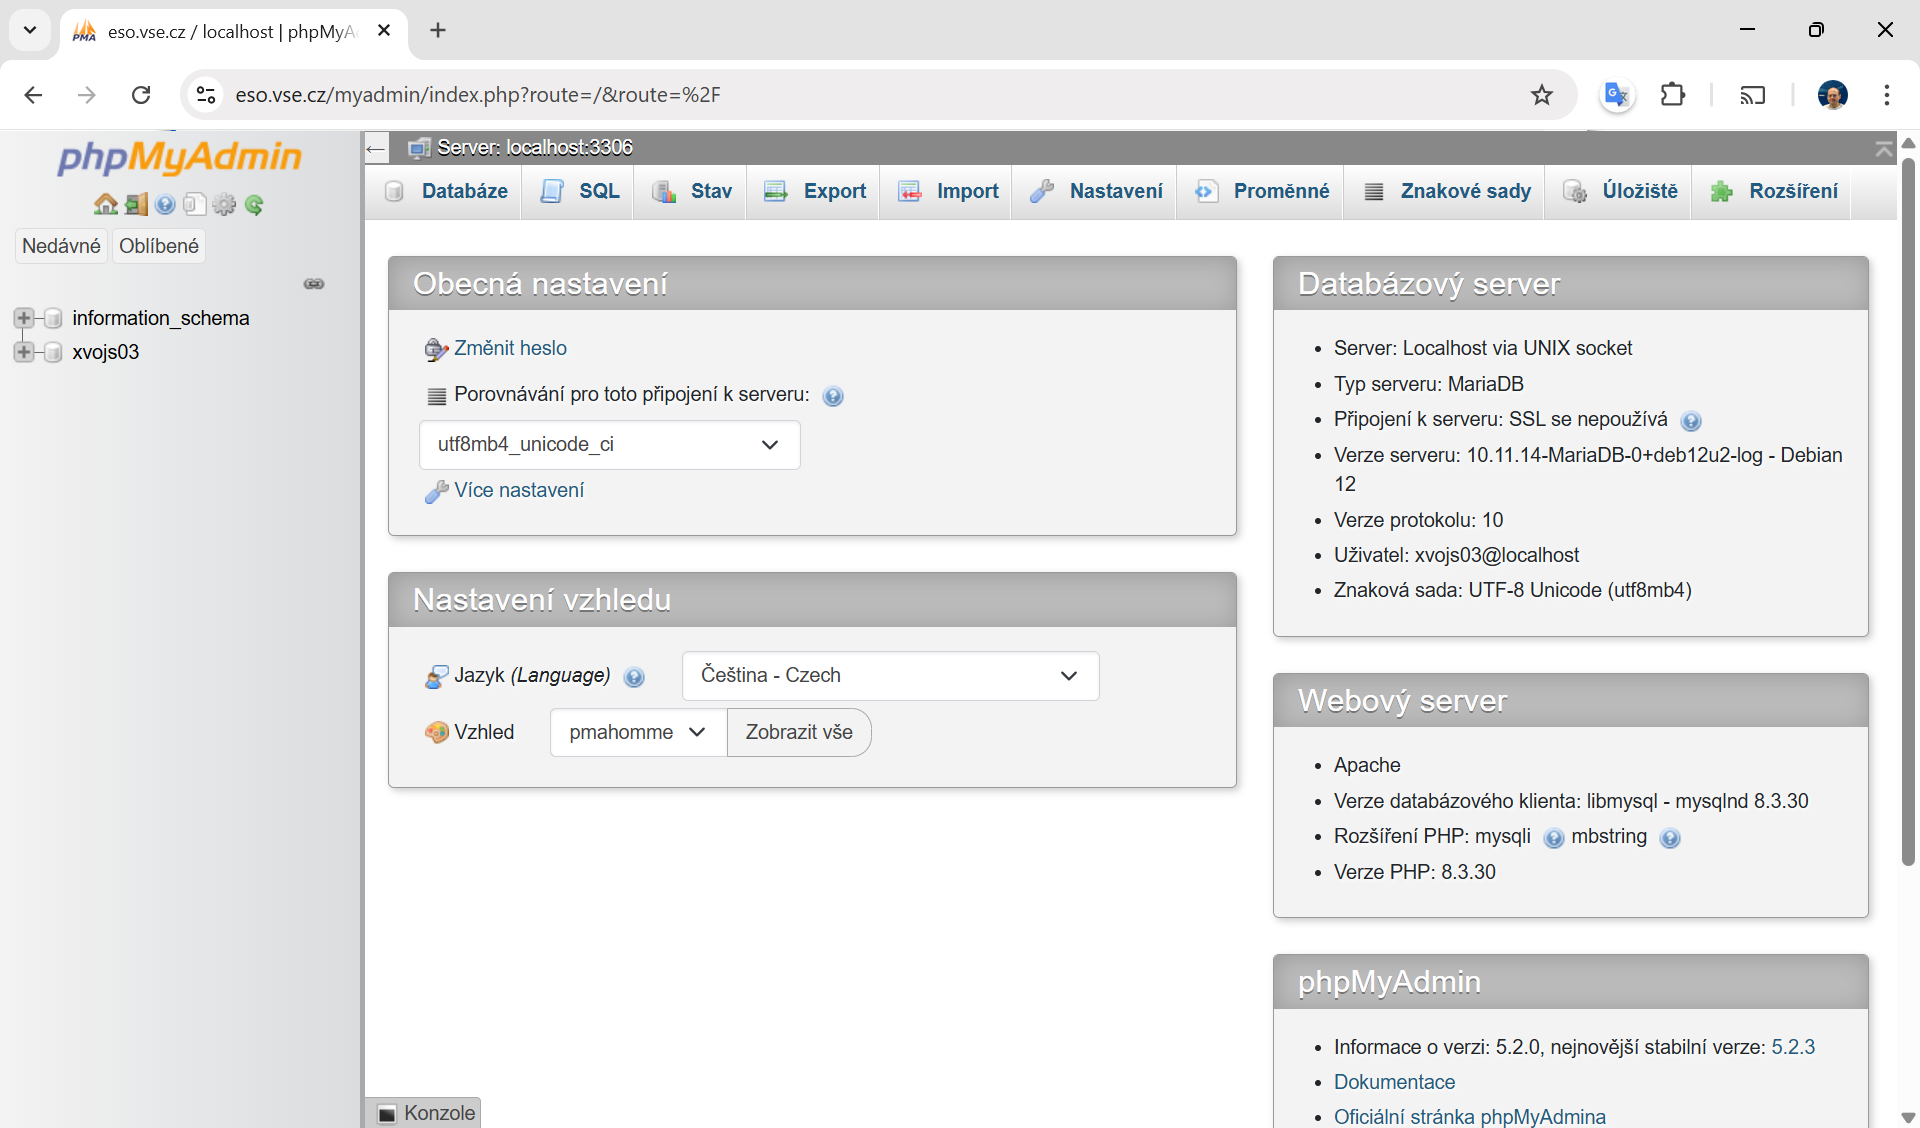 eso.vse.cz / localhost | phpMyA
eso.vse.cz/myadmin/index.php?route=/&route=%2F
phpMyAdmin
Nedávné Oblíbené
information_schema
xvojs03
Server: localhost:3306
Databáze SQL Stav Export Import Nastavení Proměnné Znakové sady Úložiště Rozšíření
Obecná nastavení
Změnit heslo
Porovnávání pro toto připojení k serveru:
utf8mb4_unicode_ci
Více nastavení
Nastavení vzhledu
Jazyk (Language) Čeština - Czech
Vzhled pmahomme Zobrazit vše
Databázový server
Server: Localhost via UNIX socket
Typ serveru: MariaDB
Připojení k serveru: SSL se nepoužívá
Verze serveru: 10.11.14-MariaDB-0+deb12u2-log - Debian
12
Verze protokolu: 10
Uživatel: xvojs03@localhost
Znaková sada: UTF-8 Unicode (utf8mb4)
Webový server
Apache
Verze databázového klienta: libmysql - mysqlnd 8.3.30
Rozšíření PHP: mysqli mbstring
Verze PHP: 8.3.30
phpMyAdmin
Informace o verzi: 5.2.0, nejnovější stabilní verze: 5.2.3
Dokumentace
Oficiální stránka phpMyAdmina
Konzole